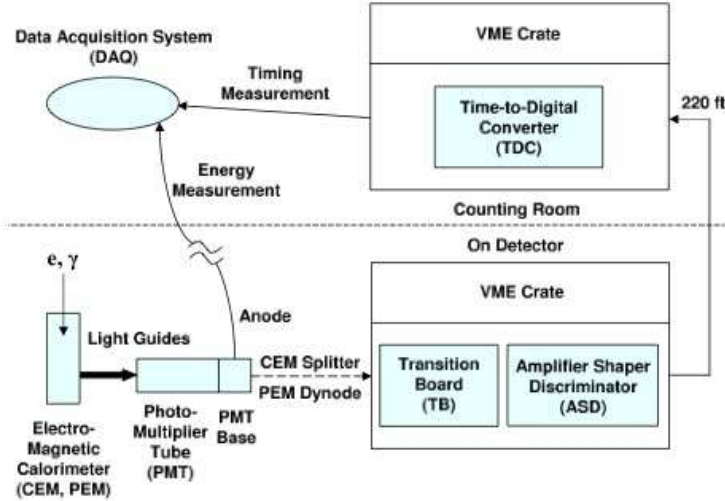 Data Acquisition System
(DAQ)
Timing
Measurement
VME Crate
Time-to-Digital
Converter
(TDC)
220 ft
Energy
Measurement
Counting Room
On Detector
e, γ
VME Crate
Anode
Light Guides
CEM Splitter
PEM Dynode
Transition
Board
(TB)
Amplifier Shaper
Discriminator
(ASD)
Electro-
Magnetic
Calorimeter
(CEM, PEM)
Photo-
Multiplier
Tube
(PMT)
PMT
Base